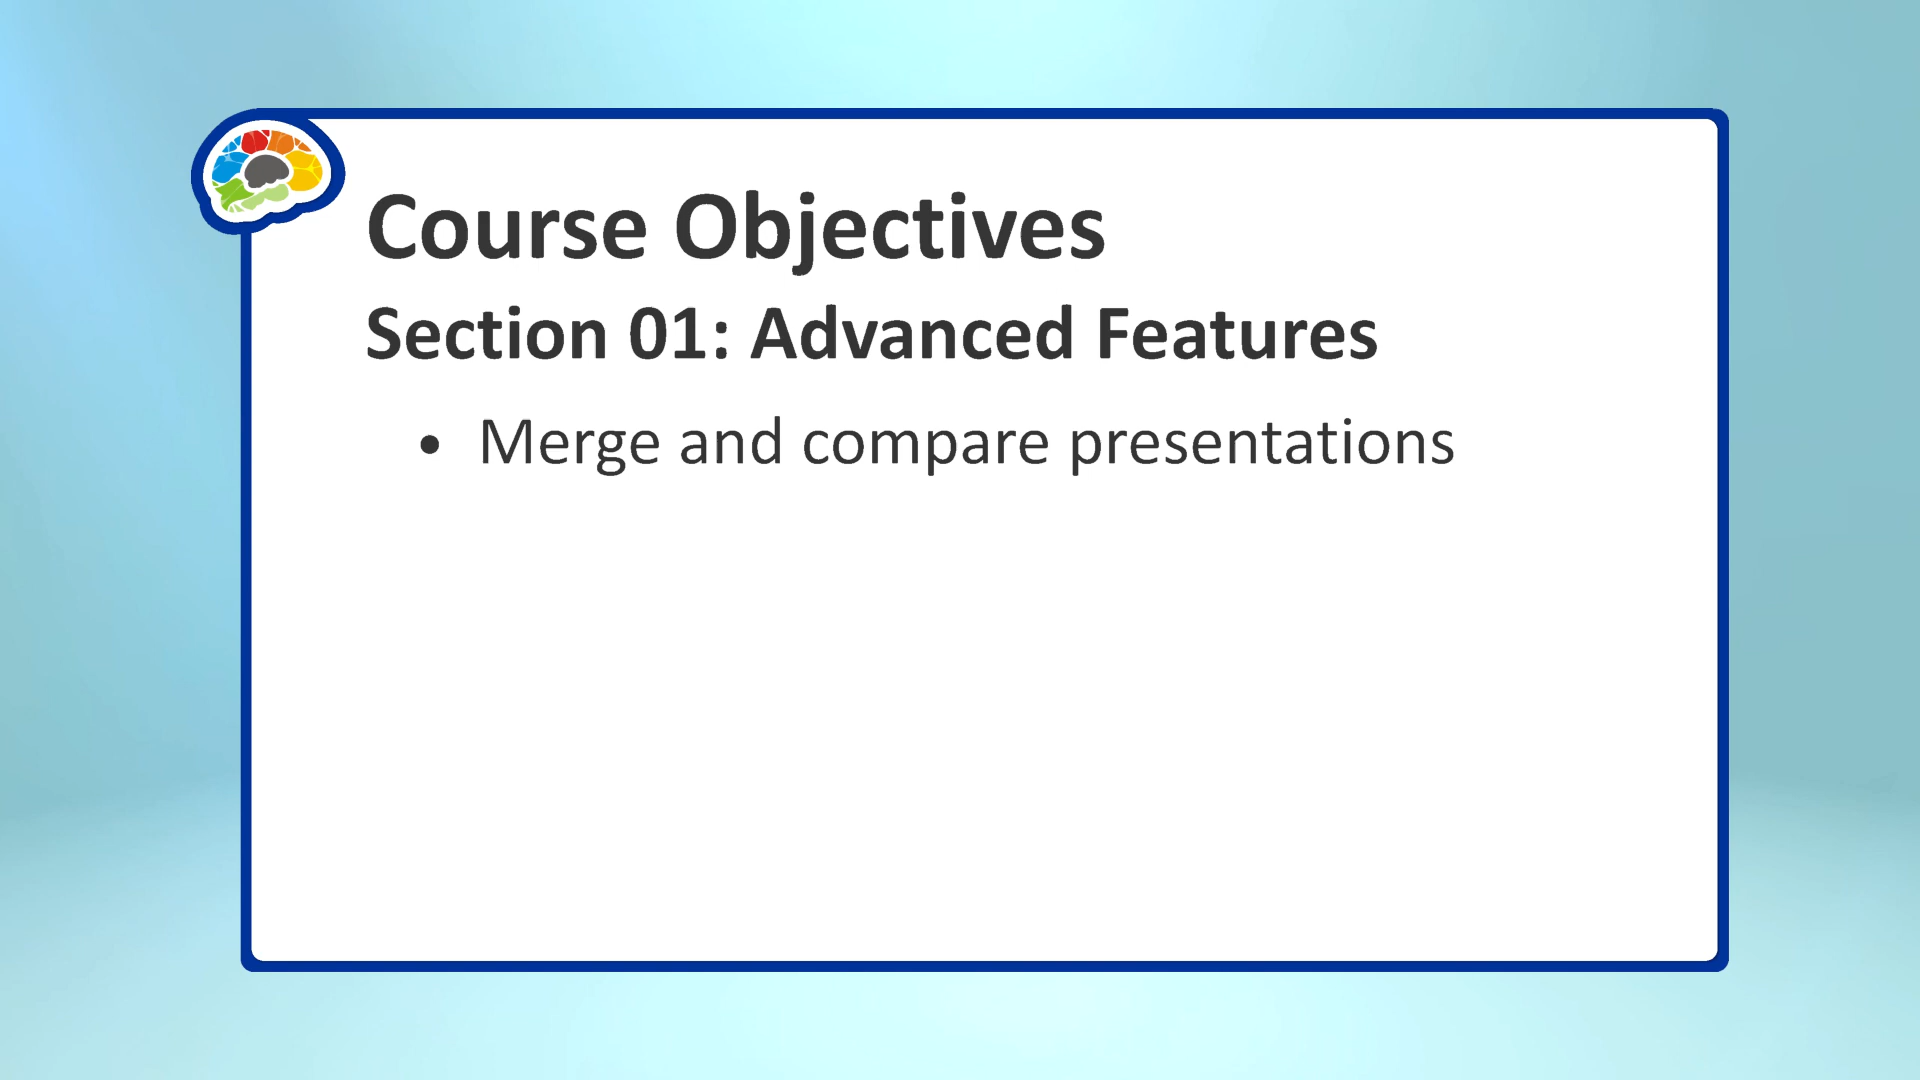 Course Objectives
Section 01: Advanced Features
• Merge and compare presentations